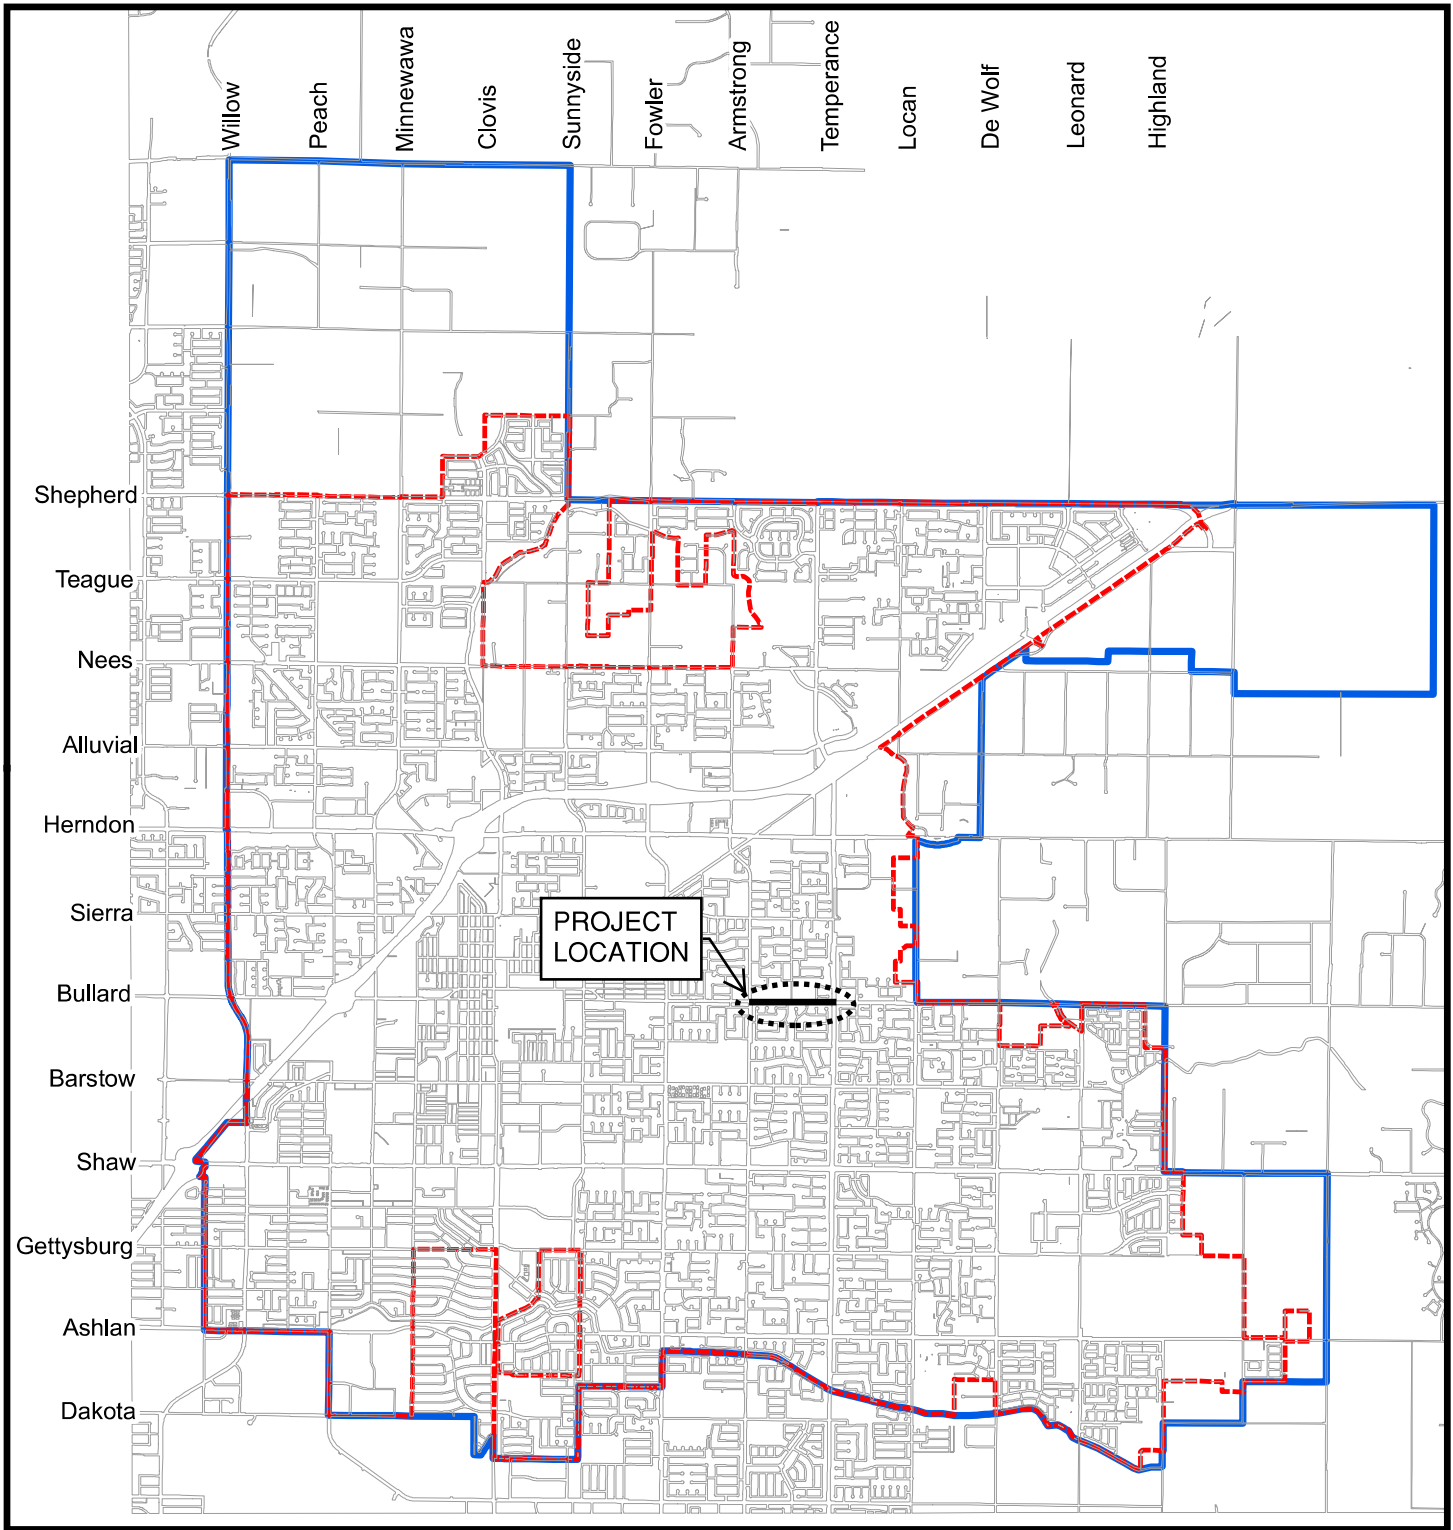 Willow
Peach
Minnewawa
Clovis
Sunnyside
Fowler
Armstrong
Temperance
Locan
De Wolf
Leonard
Highland
Shepherd
Teague
Nees
Alluvial
Herndon
Sierra
PROJECT
LOCATION
Bullard
Barstow
Shaw
Gettysburg
Ashlan
Dakota